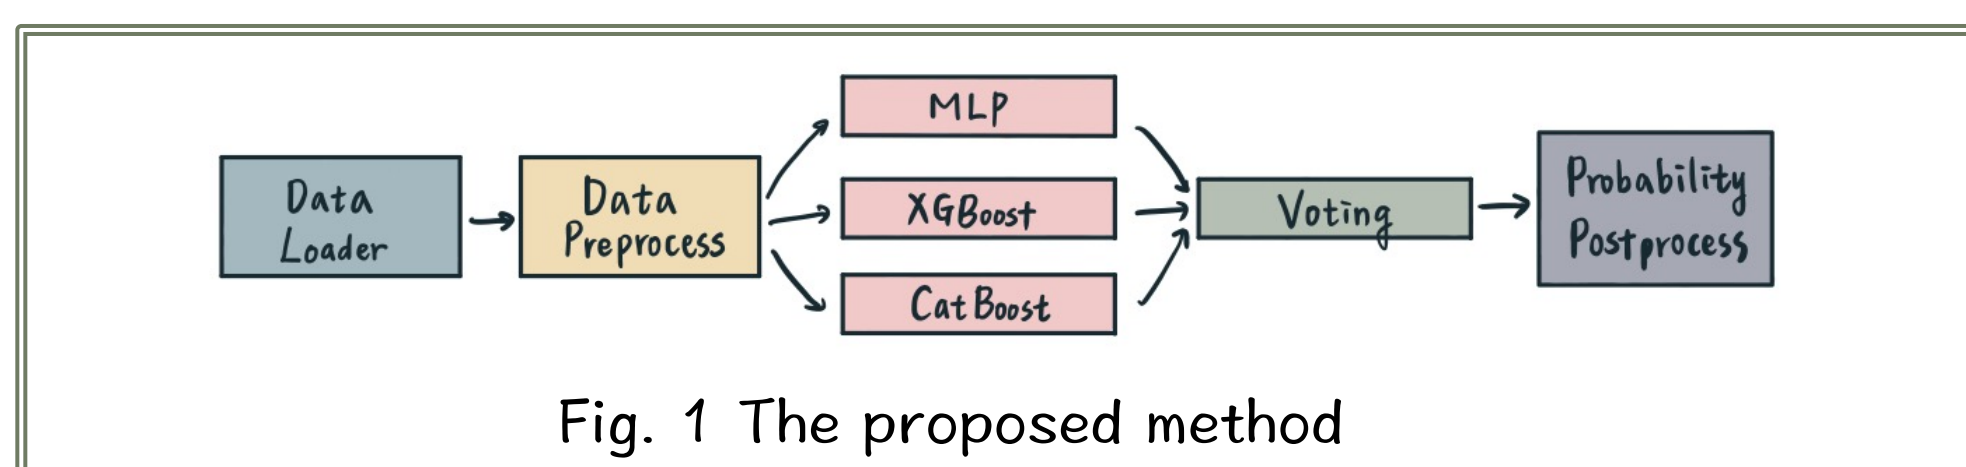 Data
Loader
Data
Preprocess
MLP
XGBoost
CatBoost
Voting
Probability
Postprocess
Fig. 1 The proposed method